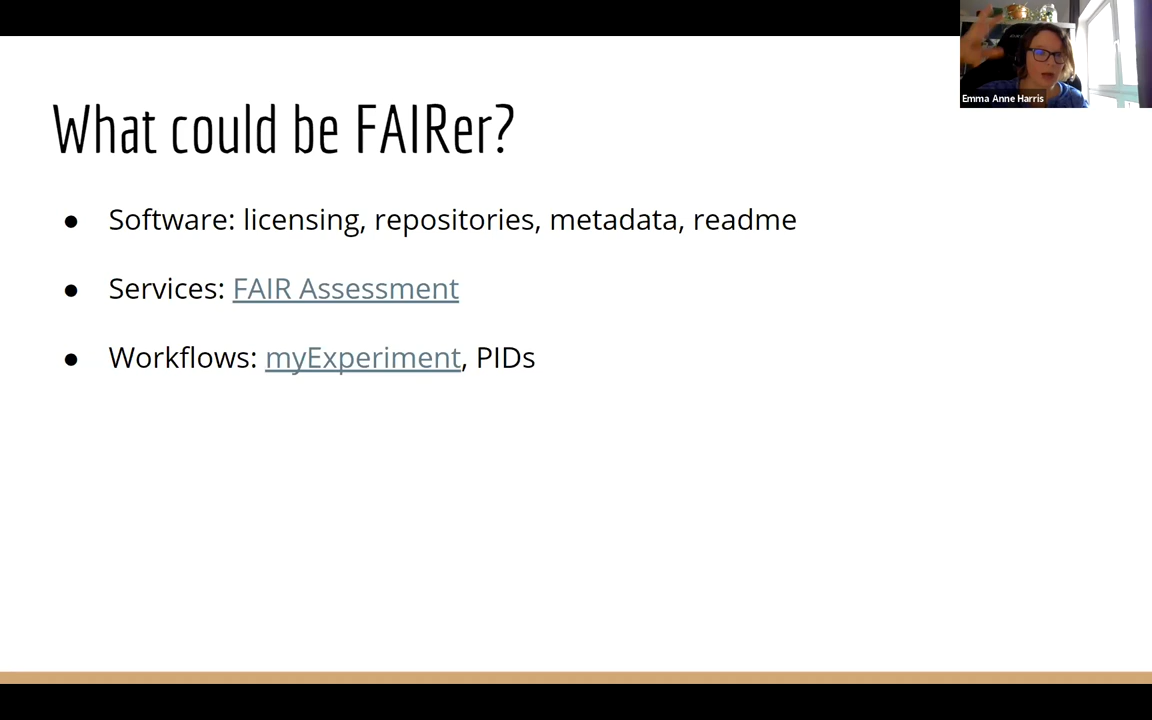 Emma Anne Harris
What could be FAIRer?
● Software: licensing, repositories, metadata, readme
● Services: FAIR Assessment
● Workflows: myExperiment, PIDs